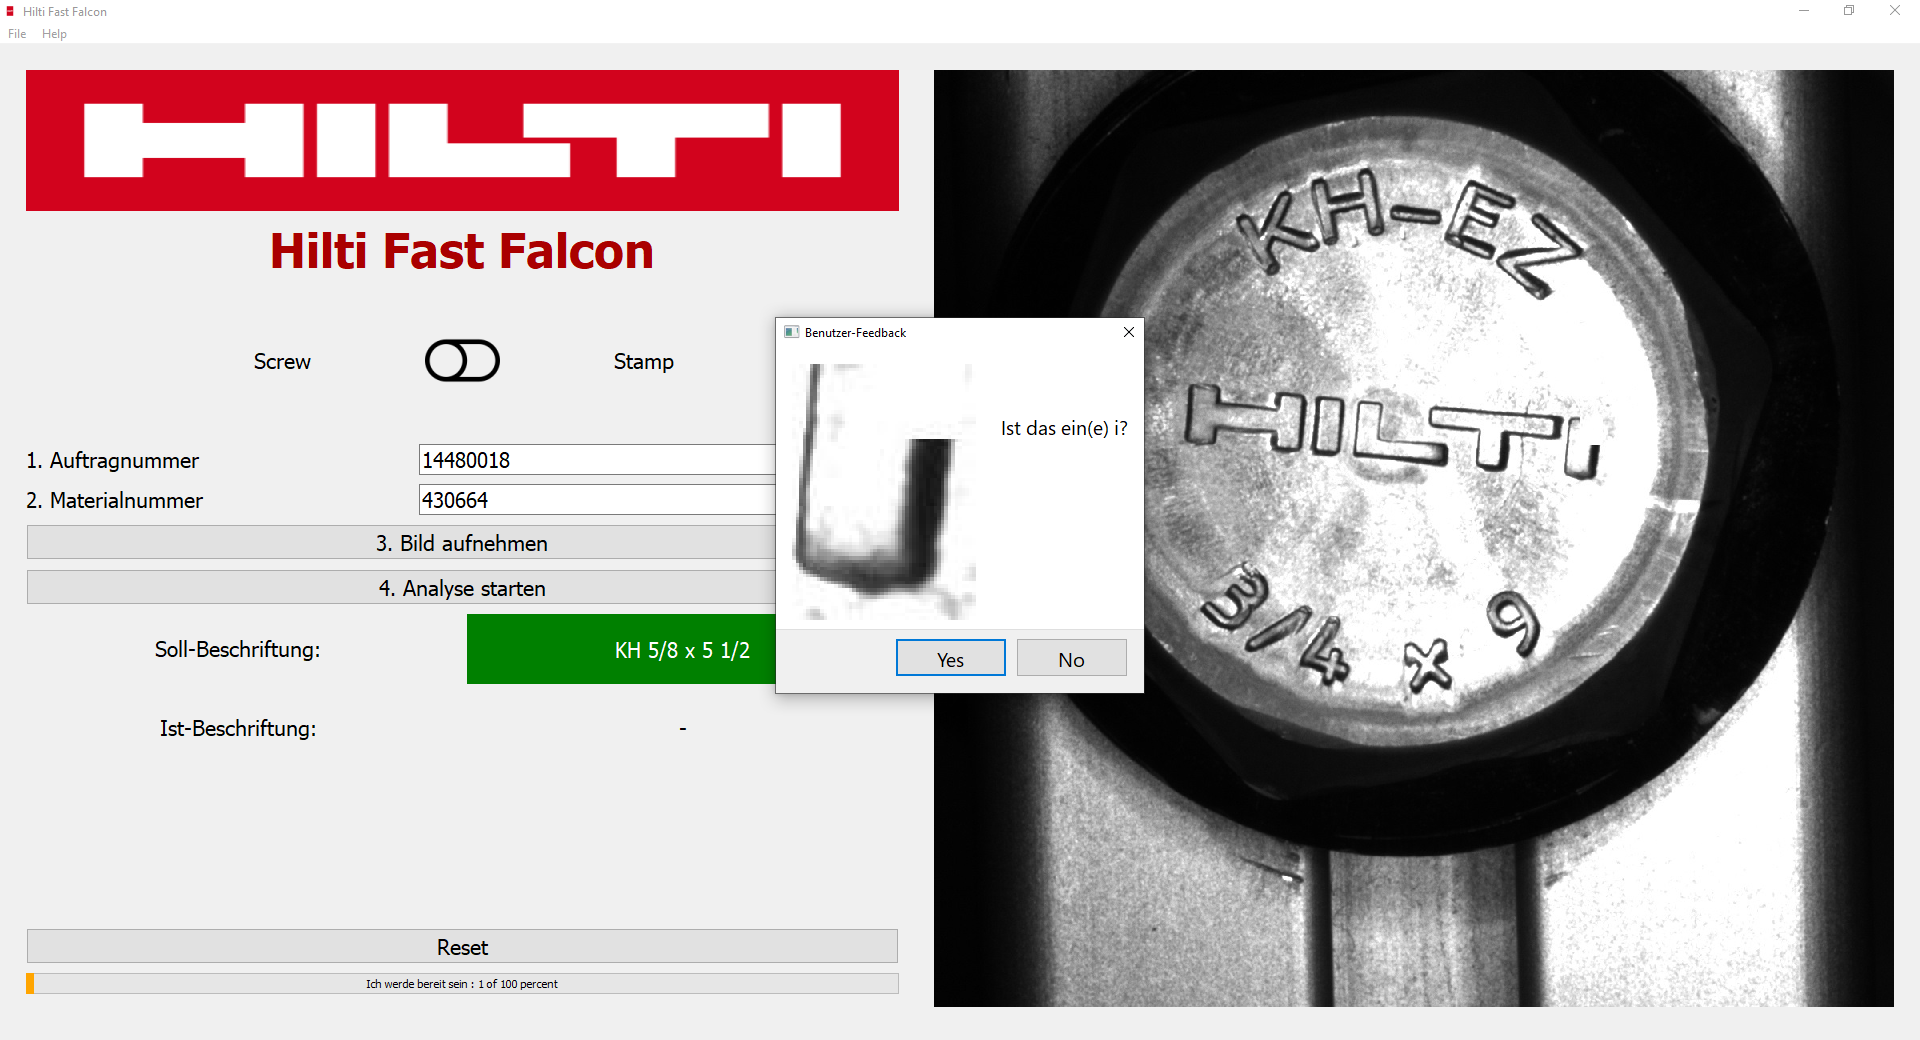 Hilti Fast Falcon
File Help
HILTI
Hilti Fast Falcon
Screw
Stamp
1. Auftragnummer
14480018
2. Materialnummer
430664
3. Bild aufnehmen
4. Analyse starten
Soll-Beschriftung:
KH 5/8 x 5 1/2
Ist-Beschriftung:
-
Reset
Ich werde bereit sein : 1 of 100 percent
Benutzer-Feedback
Ist das ein(e) i?
Yes
No
KH-EZ
HILTI
3/4 x 6